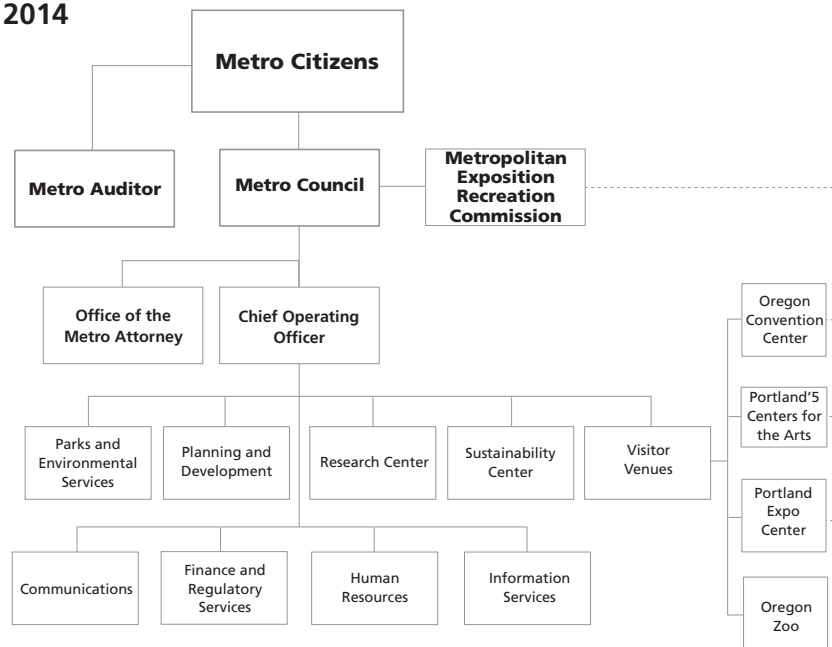 2014
Metro Citizens
Metro Auditor
Metro Council
Metropolitan
Exposition
Recreation
Commission
Office of the
Metro Attorney
Chief Operating
Officer
Oregon
Convention
Center
Portland'5
Centers for
the Arts
Parks and
Environmental
Services
Planning and
Development
Research Center
Sustainability
Center
Visitor
Venues
Portland
Expo
Center
Communications
Finance and
Regulatory
Services
Human
Resources
Information
Services
Oregon
Zoo